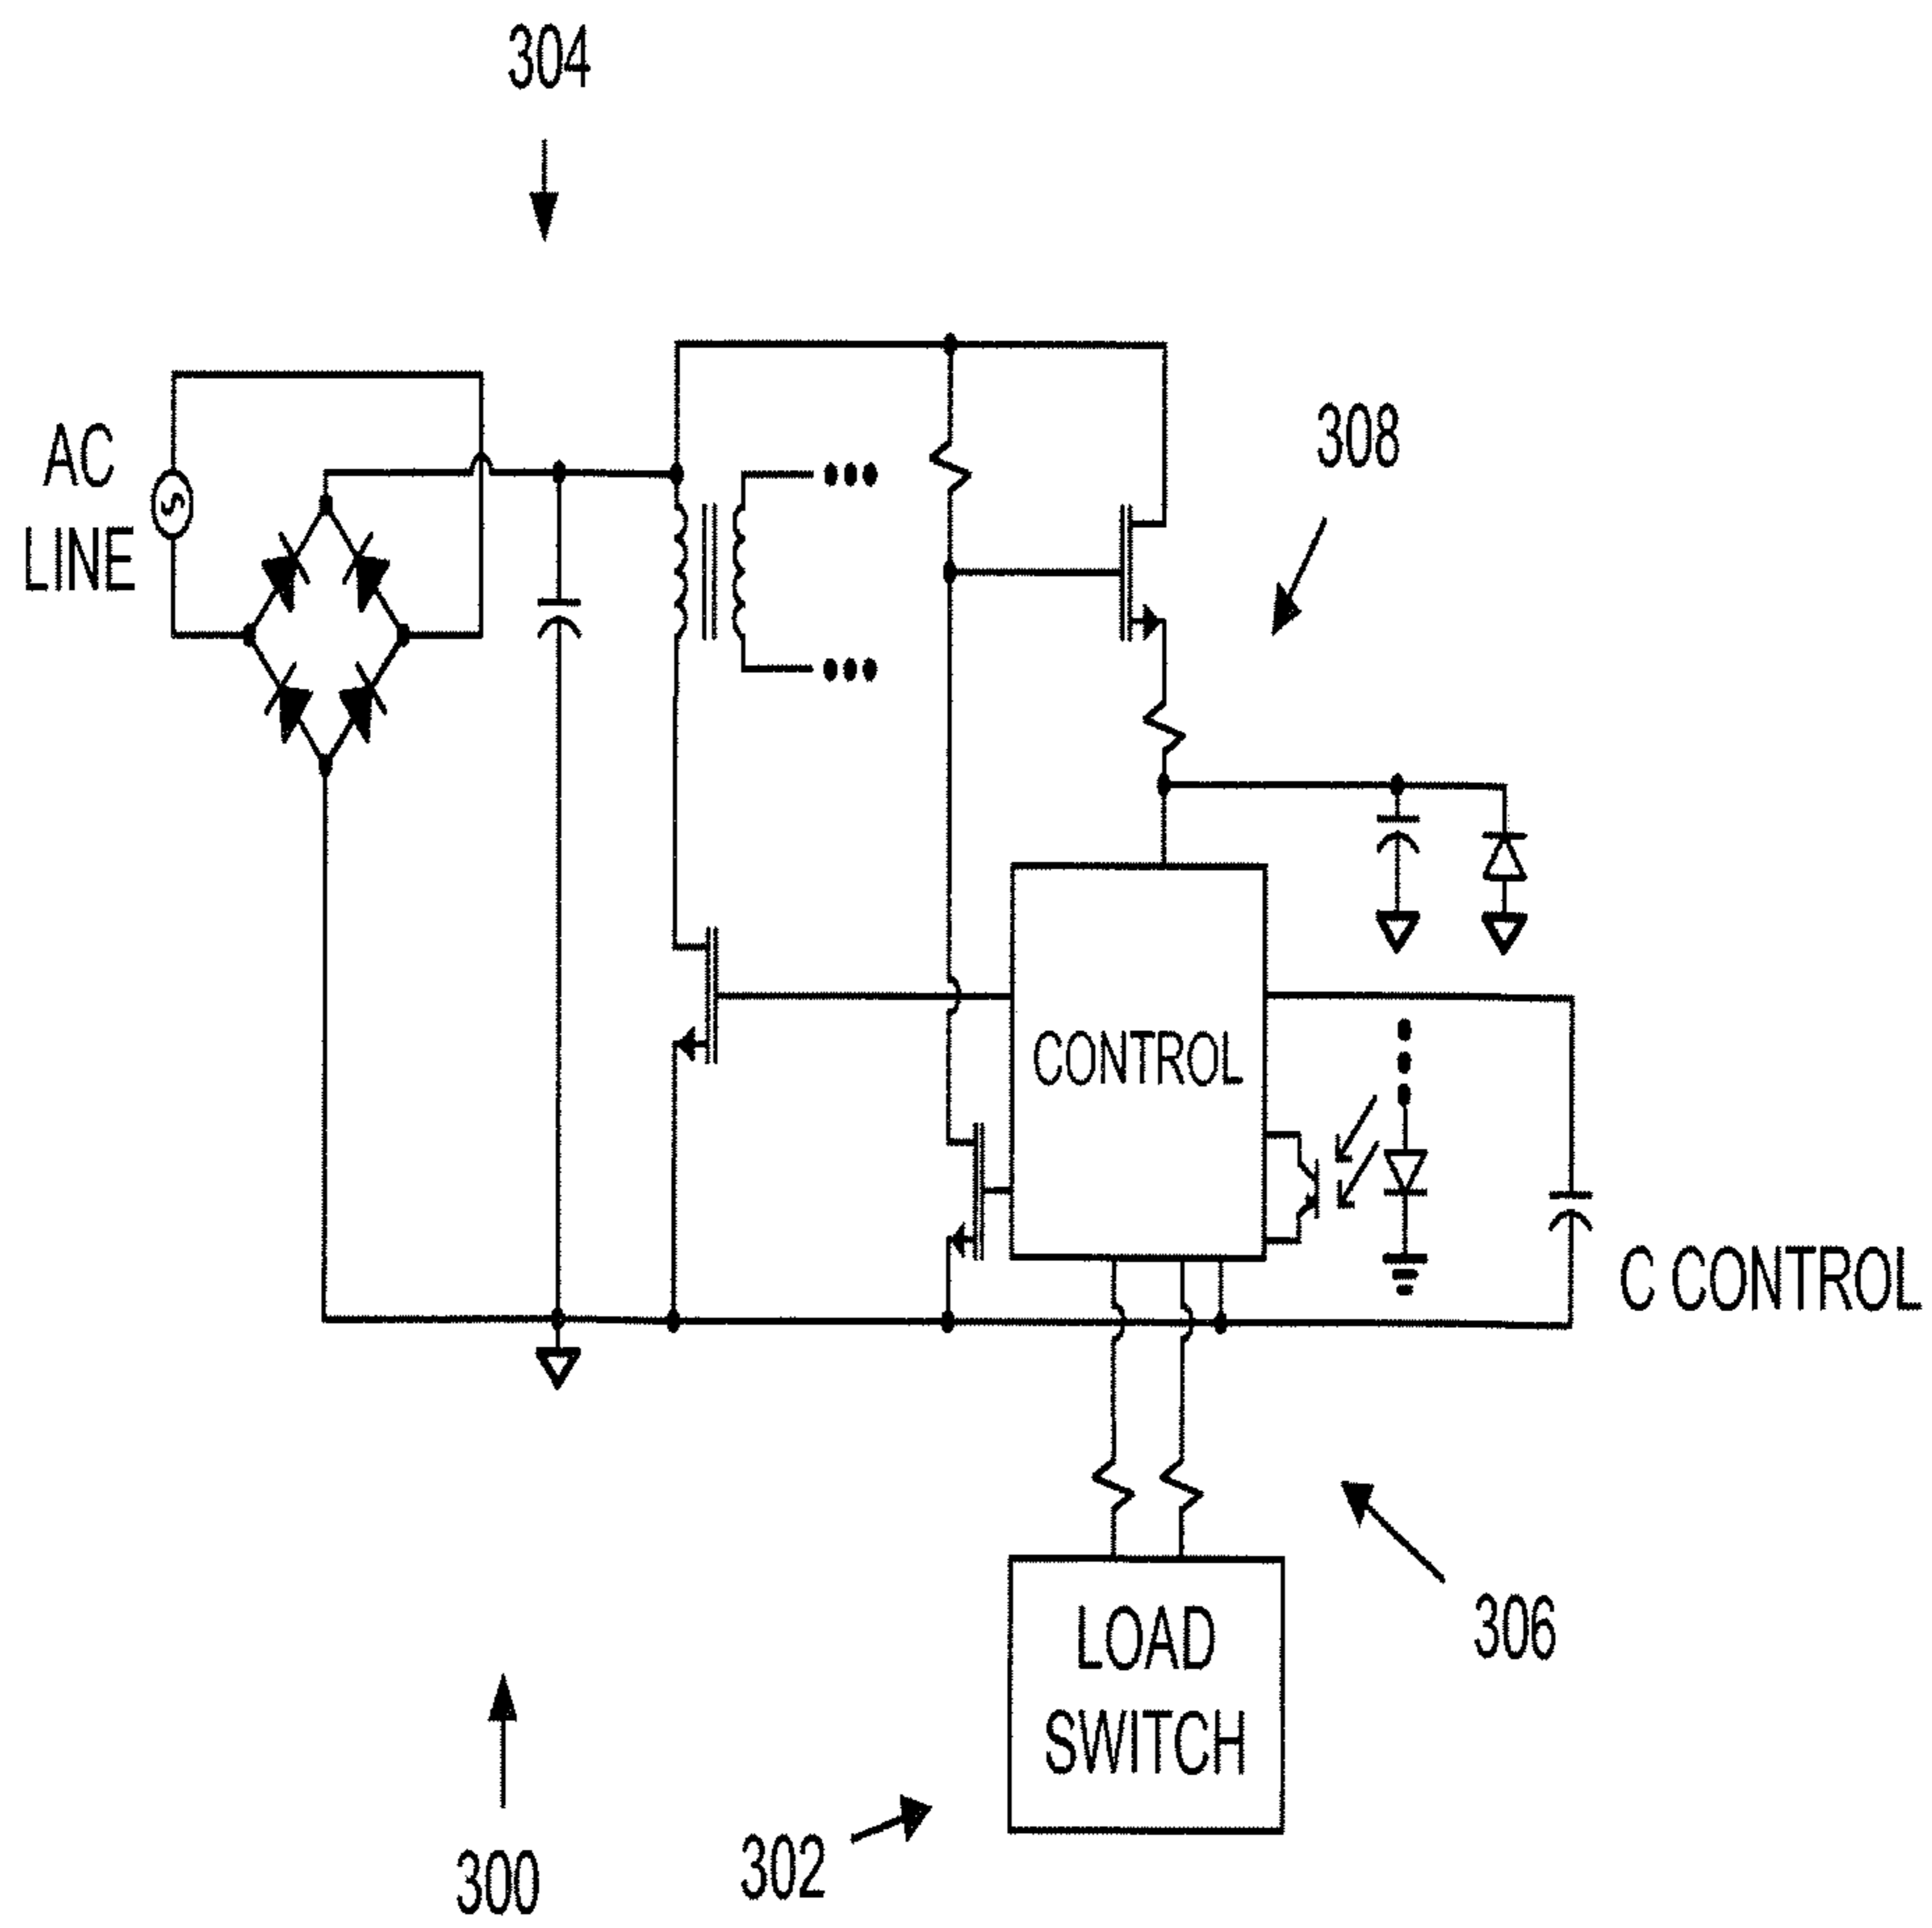 304
AC
LINE
308
CONTROL
C CONTROL
LOAD
SWITCH
306
302
300